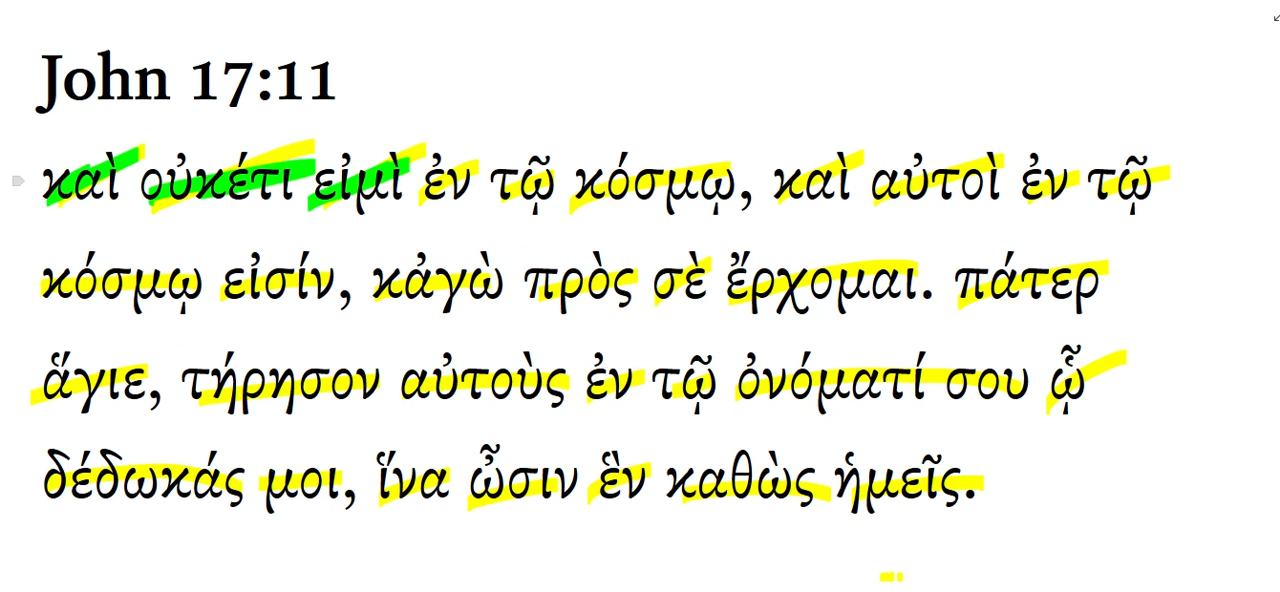 John 17:11
καὶ οὐκέτι εἰμὶ ἐν τῷ κόσμῳ, καὶ αὐτοὶ ἐν τῷ
κόσμῳ εἰσίν, κἀγὼ πρὸς σὲ ἔρχομαι. πάτερ
ἅγιε, τήρησον αὐτοὺς ἐν τῷ ὀνόματί σου ᾧ
δέδωκάς μοι, ἵνα ὦσιν ἓν καθὼς ἡμεῖς.